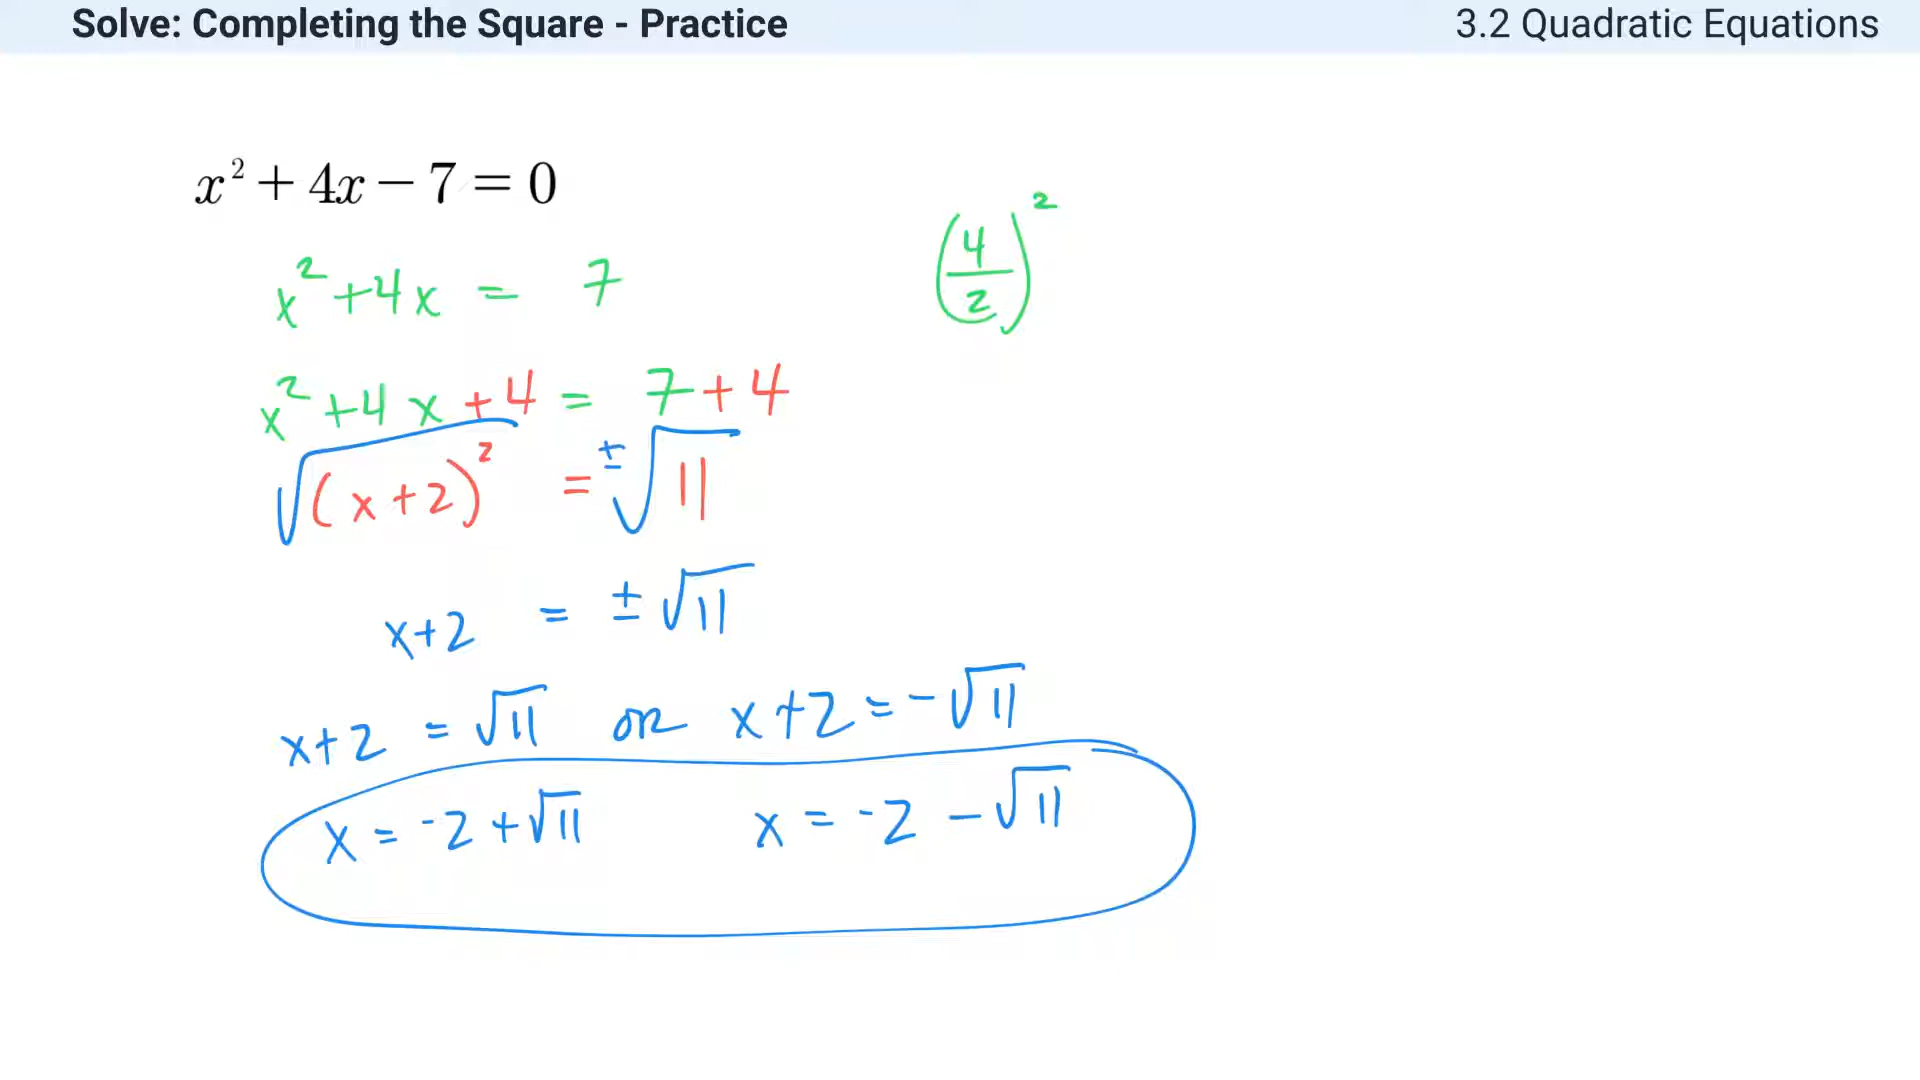 Solve: Completing the Square - Practice
3.2 Quadratic Equations
x² + 4x − 7 = 0
(4/2)²
x² + 4x = 7
x² + 4x + 4 = 7 + 4
√(x+2)² = ±√11
x+2 = ±√11
x+2 = √11 or x+2 = -√11
x = -2 + √11 x = -2 - √11